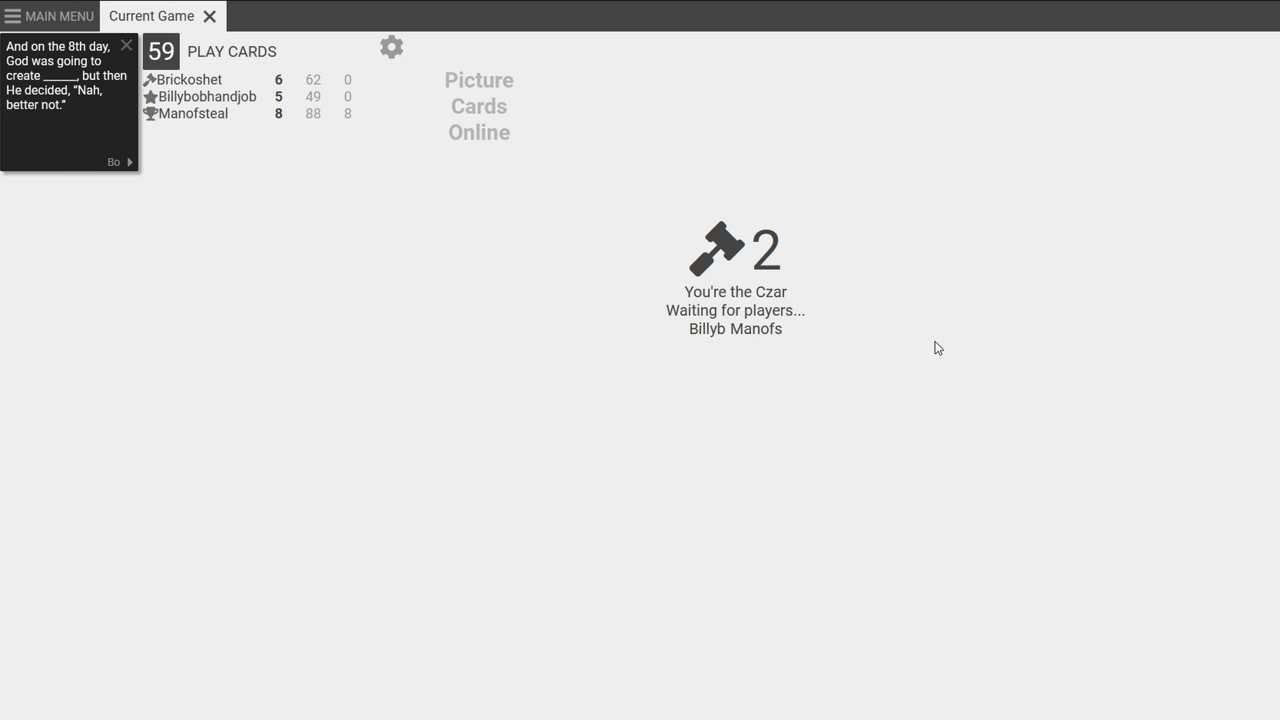 MAIN MENU
Current Game
And on the 8th day,
God was going to
create ______, but then
He decided, “Nah,
better not.”
Bo
59 PLAY CARDS
Brickoshet 6 62 0
Billybobhandjob 5 49 0
Manofsteal 8 88 8
Picture
Cards
Online
2
You're the Czar
Waiting for players...
Billyb Manofs